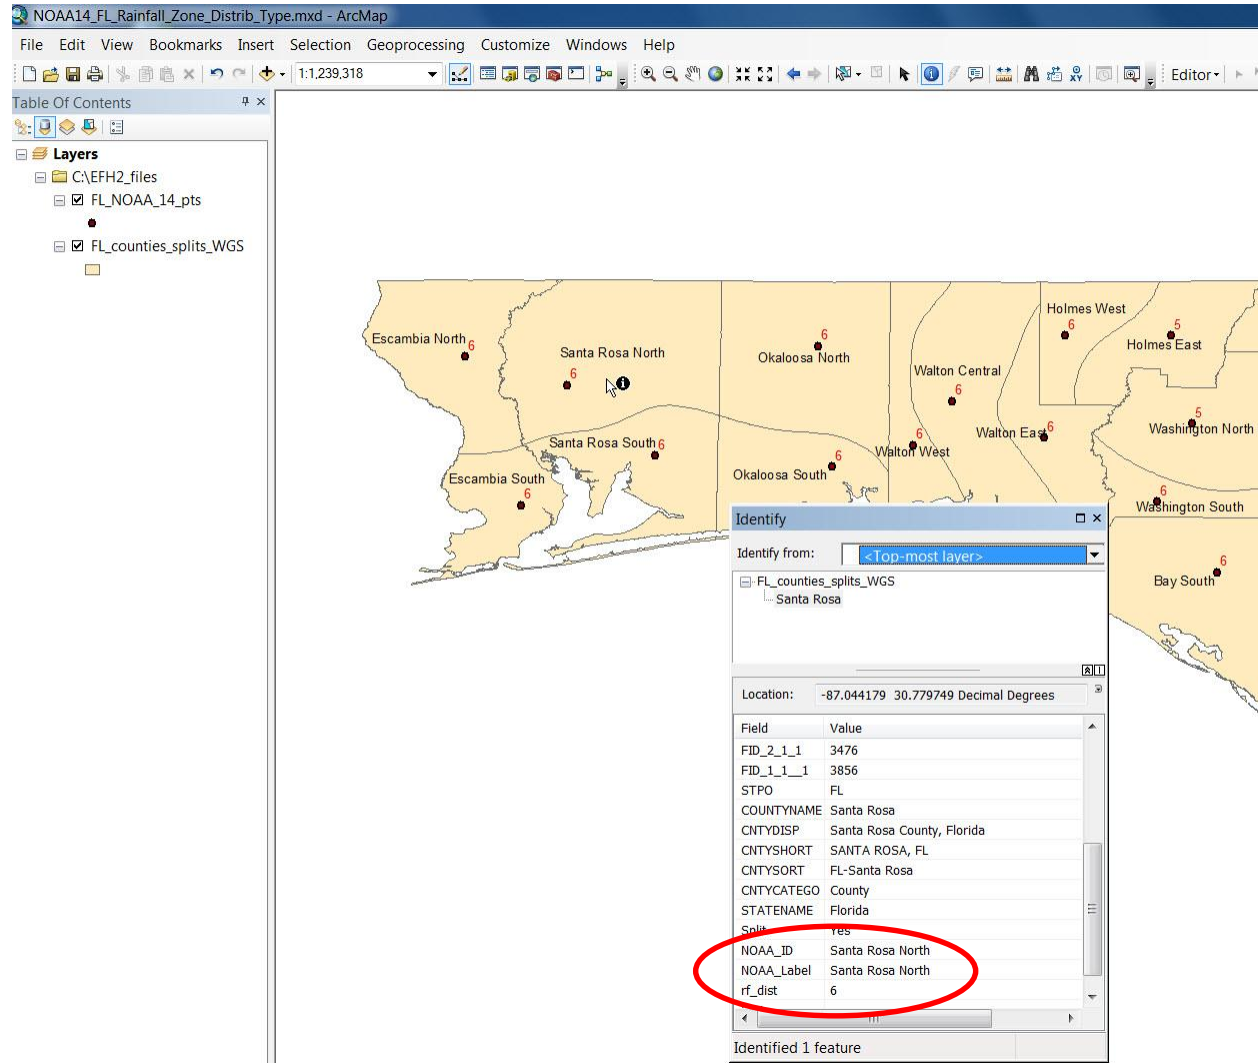 NOAA14_FL_Rainfall_Zone_Distrib_Type.mxd - ArcMap
File Edit View Bookmarks Insert Selection Geoprocessing Customize Windows Help
1:1,239,318
Editor
Table Of Contents
Layers
C:\EFH2_files
FL_NOAA_14_pts
FL_counties_splits_WGS
Holmes West
6
5
Holmes East
Escambia North
6
Santa Rosa North
6
6
Okaloosa North
Walton Central
6
5
Washington North
Santa Rosa South
6
6
Walton West
Walton East
6
Escambia South
6
Okaloosa South
6
6
Washington South
6
Bay South
Identify
Identify from:
<Top-most layer>
FL_counties_splits_WGS
Santa Rosa
Location: -87.044179 30.779749 Decimal Degrees
Field Value
FID_2_1_1 3476
FID_1_1__1 3856
STPO FL
COUNTYNAME Santa Rosa
CNTYDISP Santa Rosa County, Florida
CNTYSHORT SANTA ROSA, FL
CNTYSORT FL-Santa Rosa
CNTYCATEGO County
STATENAME Florida
Split Yes
NOAA_ID Santa Rosa North
NOAA_Label Santa Rosa North
rf_dist 6
Identified 1 feature